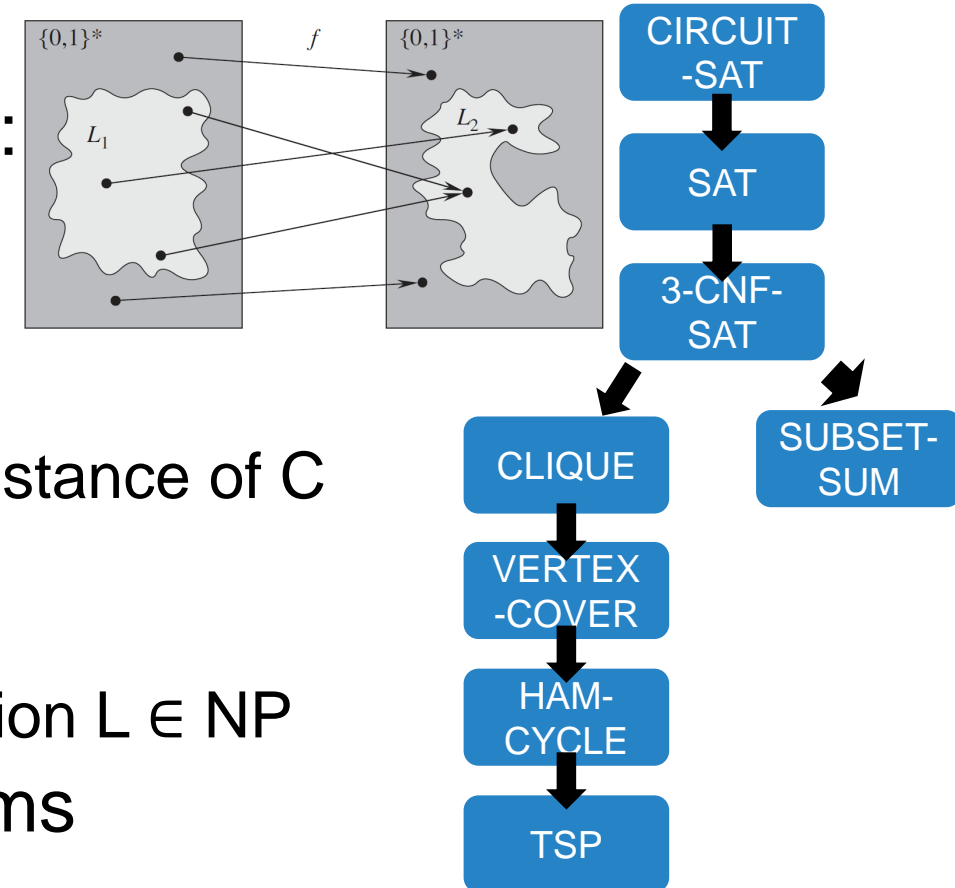 {0,1}*
f
{0,1}*
L1
L2
:
CIRCUIT
-SAT
SAT
3-CNF-
SAT
stance of C
CLIQUE
SUBSET-
SUM
VERTEX
-COVER
tion L ∈ NP
HAM-
CYCLE
ms
TSP